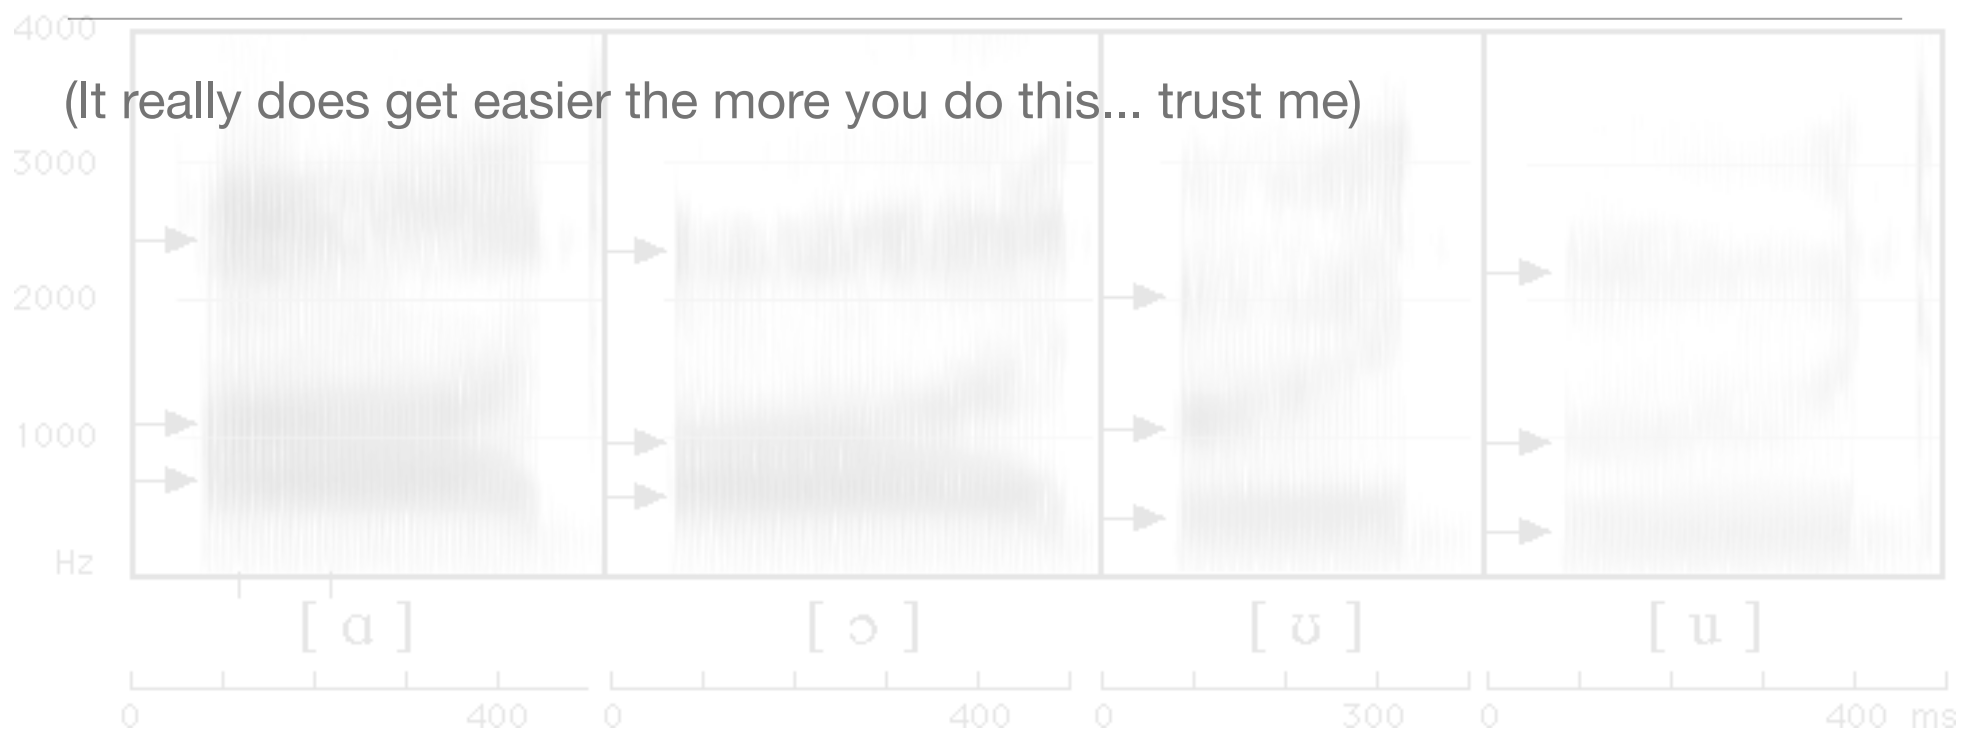 4000
(It really does get easier the more you do this... trust me)
3000
2000
1000
Hz
[ ɑ ] [ ɔ ] [ ʊ ] [ u ]
0 400 0 400 0 300 0 400 ms